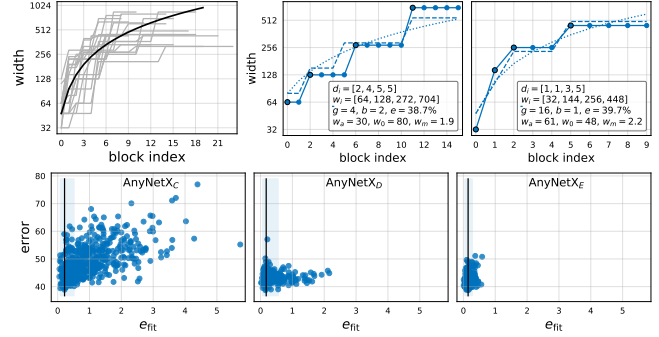 1024
512
256
128
64
32
width
0 3 6 9 12 15 18 21
block index
512
256
128
64
32
width
d_i = [2, 4, 5, 5]
w_i = [64, 128, 272, 704]
g = 4, b = 2, e = 38.7%
w_a = 30, w_0 = 80, w_m = 1.9
0 2 4 6 8 10 12 14
block index
512
256
128
64
32
d_i = [1, 1, 3, 5]
w_i = [32, 144, 256, 448]
g = 16, b = 1, e = 39.7%
w_a = 61, w_0 = 48, w_m = 2.2
0 1 2 3 4 5 6 7 8 9
block index
80
70
60
50
40
error
AnyNetX_C
0 1 2 3 4 5
e_fit
AnyNetX_D
0 1 2 3 4 5
e_fit
AnyNetX_E
0 1 2 3 4 5
e_fit